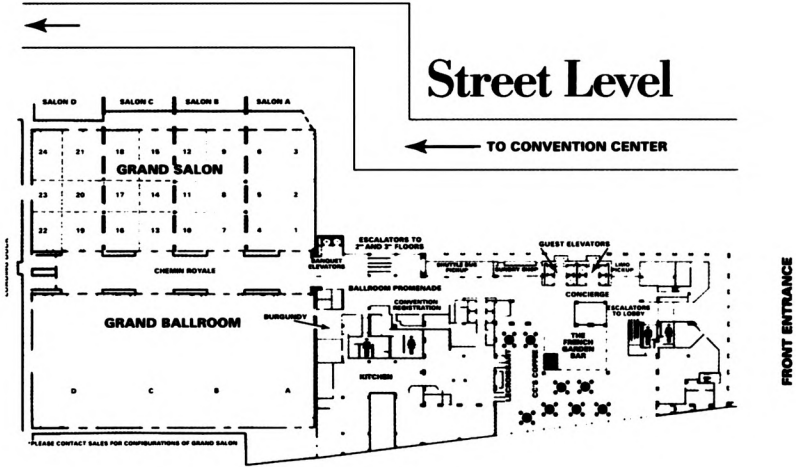 Street Level
TO CONVENTION CENTER
SALON D
SALON C
SALON B
SALON A
24
21
18
15
12
9
6
3
GRAND SALON
23
20
17
14
11
8
5
2
22
19
16
13
10
7
4
1
LOADING DOCK
CHEMIN ROYALE
BANQUET
ELEVATORS
ESCALATORS TO
2ND AND 3RD FLOORS
SHUTTLE BUS
PICKUP
SUNDRY SHOP
GUEST ELEVATORS
LIMO
PICKUP
BALLROOM PROMENADE
CONVENTION
REGISTRATION
CONCIERGE
ESCALATORS
TO LOBBY
GRAND BALLROOM
BURGUNDY
THE
FRENCH
GARDEN
BAR
KITCHEN
CC'S COFFEE
FRONT ENTRANCE
D
C
B
A
*PLEASE CONTACT SALES FOR CONFIGURATIONS OF GRAND SALON